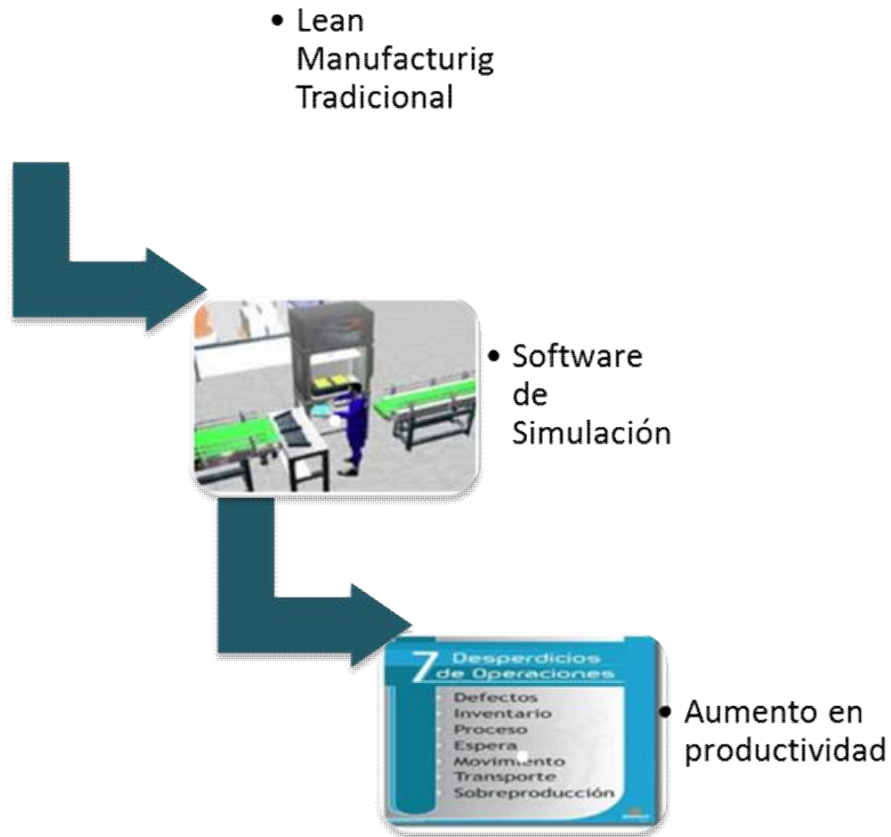 • Lean
Manufacturig
Tradicional
• Software
de
Simulación
7 Desperdicios
de Operaciones
Defectos
Inventario
Proceso
Espera
Movimiento
Transporte
Sobreproducción
• Aumento en
productividad